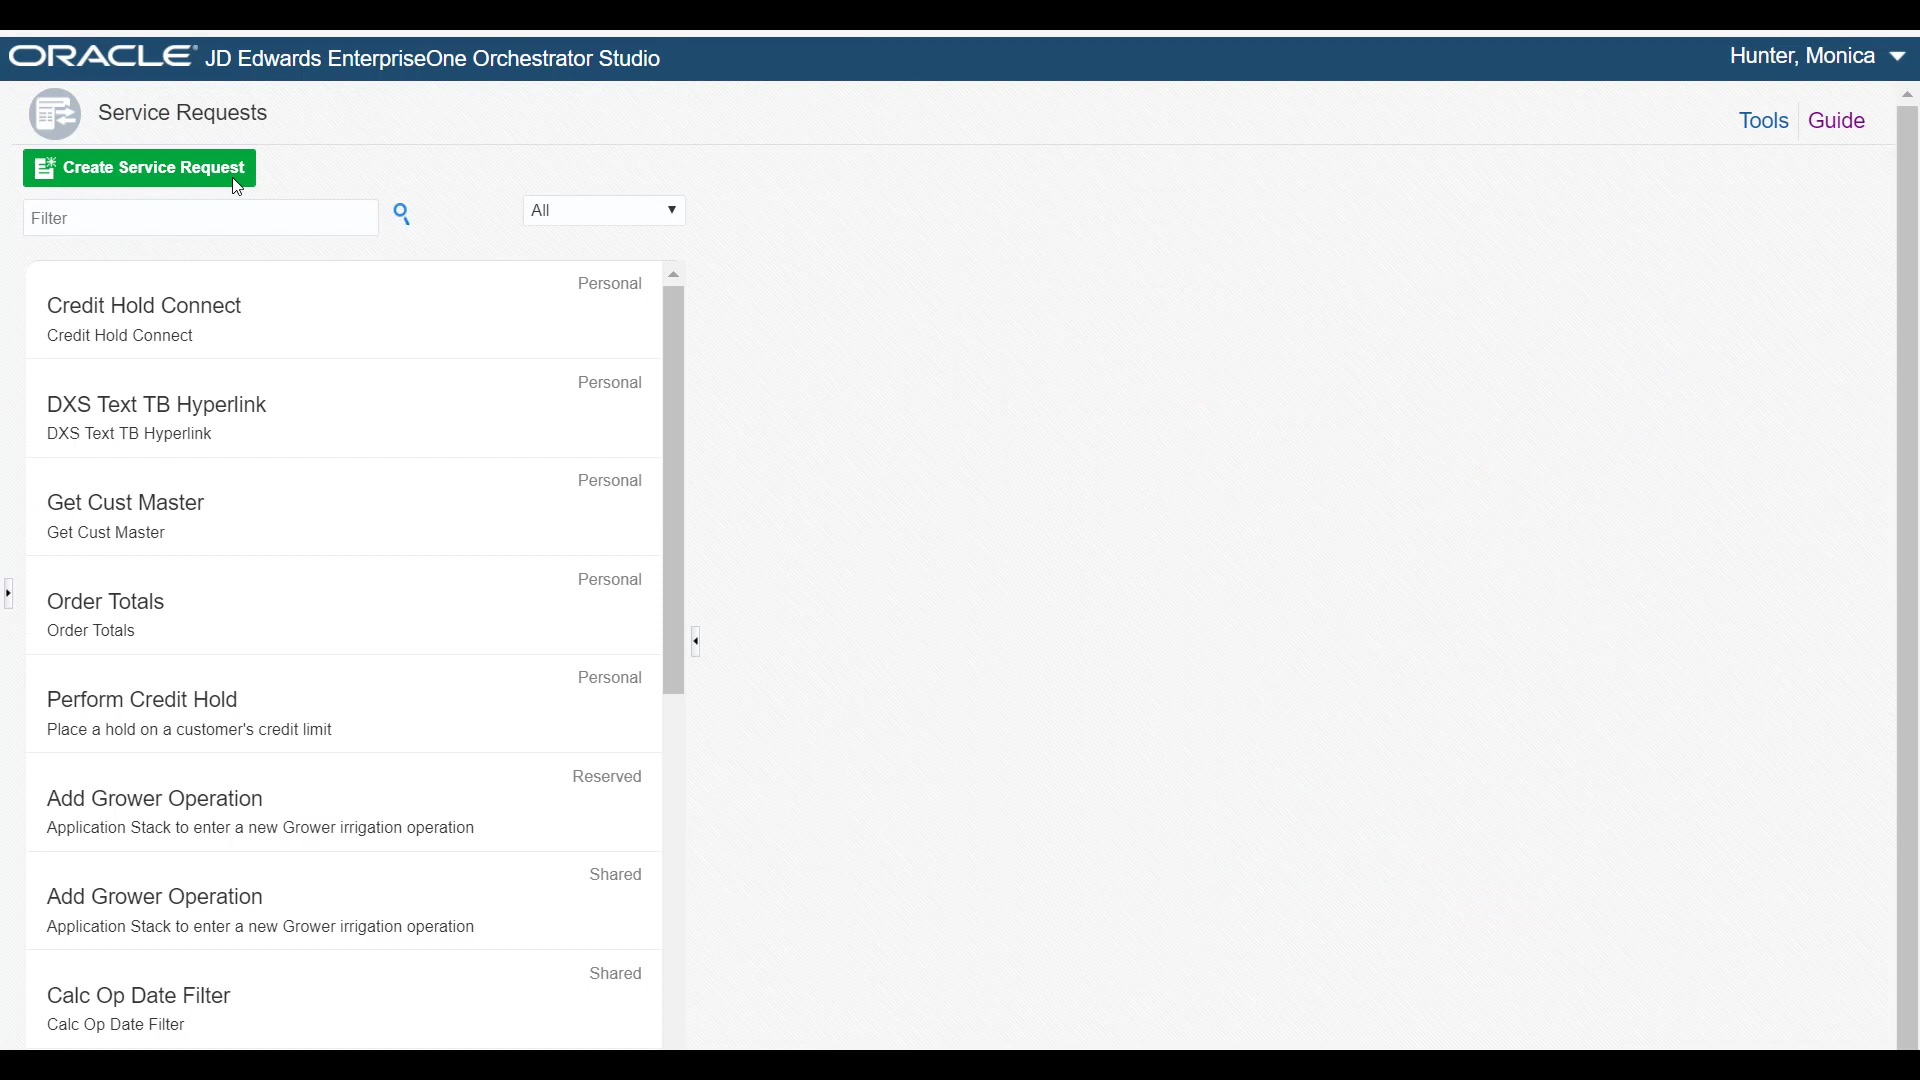 ORACLE JD Edwards EnterpriseOne Orchestrator Studio
Hunter, Monica
Service Requests
Tools Guide
Create Service Request
Filter
All
Personal
Credit Hold Connect
Credit Hold Connect
Personal
DXS Text TB Hyperlink
DXS Text TB Hyperlink
Personal
Get Cust Master
Get Cust Master
Personal
Order Totals
Order Totals
Personal
Perform Credit Hold
Place a hold on a customer's credit limit
Reserved
Add Grower Operation
Application Stack to enter a new Grower irrigation operation
Shared
Add Grower Operation
Application Stack to enter a new Grower irrigation operation
Shared
Calc Op Date Filter
Calc Op Date Filter